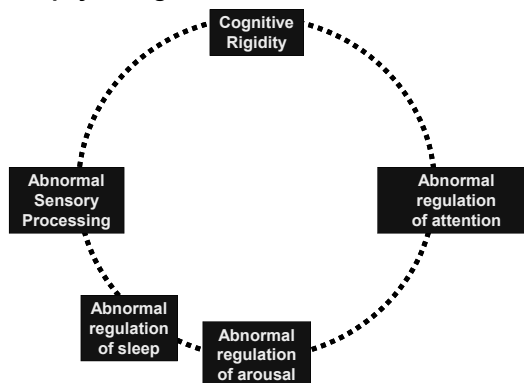 Cognitive
Rigidity
Abnormal
Sensory
Processing
Abnormal
regulation
of attention
Abnormal
regulation
of sleep
Abnormal
regulation
of arousal